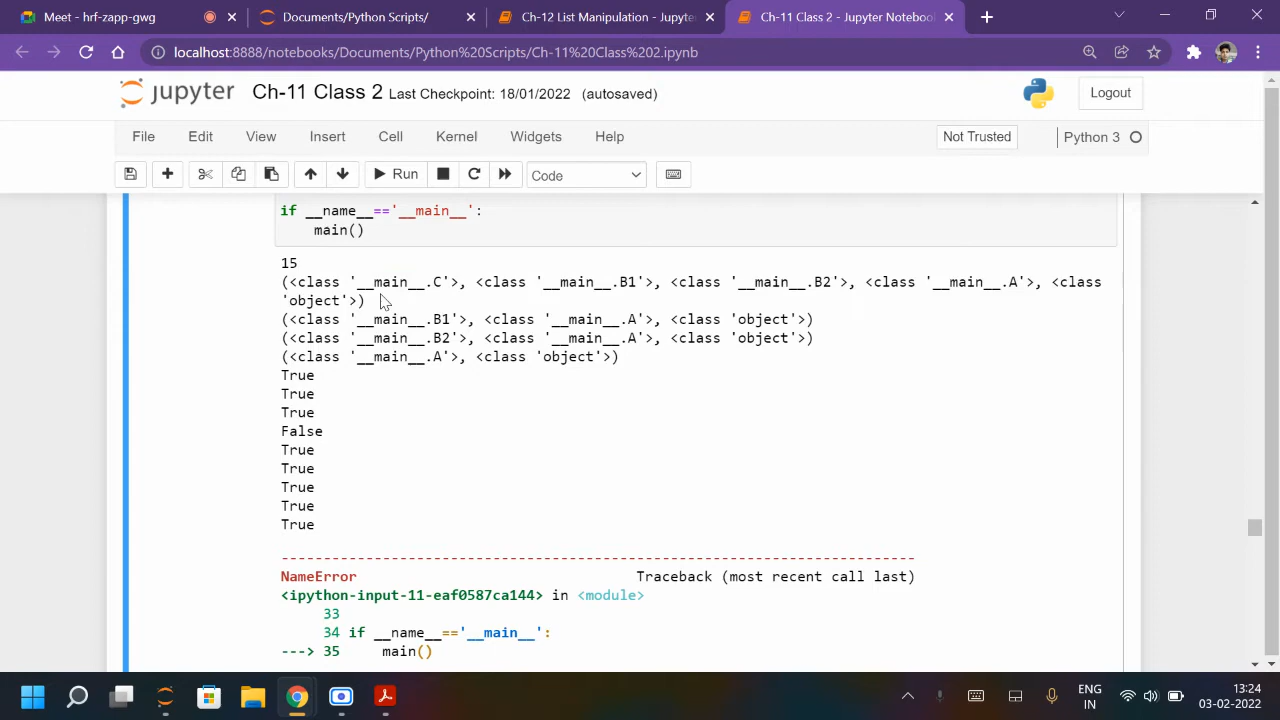 Meet - hrf-zapp-gwg
Documents/Python Scripts/
Ch-12 List Manipulation - Jupyte
Ch-11 Class 2 - Jupyter Noteboo
localhost:8888/notebooks/Documents/Python%20Scripts/Ch-11%20Class%202.ipynb
jupyter Ch-11 Class 2 Last Checkpoint: 18/01/2022 (autosaved)
Logout
File Edit View Insert Cell Kernel Widgets Help
Not Trusted
Python 3
Run
Code
if __name__=='__main__':
main()
15
(<class '__main__.C'>, <class '__main__.B1'>, <class '__main__.B2'>, <class '__main__.A'>, <class
'object'>)
(<class '__main__.B1'>, <class '__main__.A'>, <class 'object'>)
(<class '__main__.B2'>, <class '__main__.A'>, <class 'object'>)
(<class '__main__.A'>, <class 'object'>)
True
True
True
False
True
True
True
True
True
---------------------------------------------------------------------------
NameError Traceback (most recent call last)
<ipython-input-11-eaf0587ca144> in <module>
33
34 if __name__=='__main__':
---> 35 main()
ENG
IN
13:24
03-02-2022